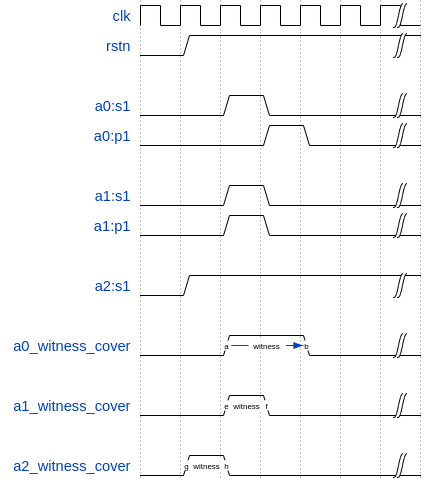 clk
rstn
a0:s1
a0:p1
a1:s1
a1:p1
a2:s1
a0_witness_cover a witness b
a1_witness_cover e witness f
a2_witness_cover g witness h